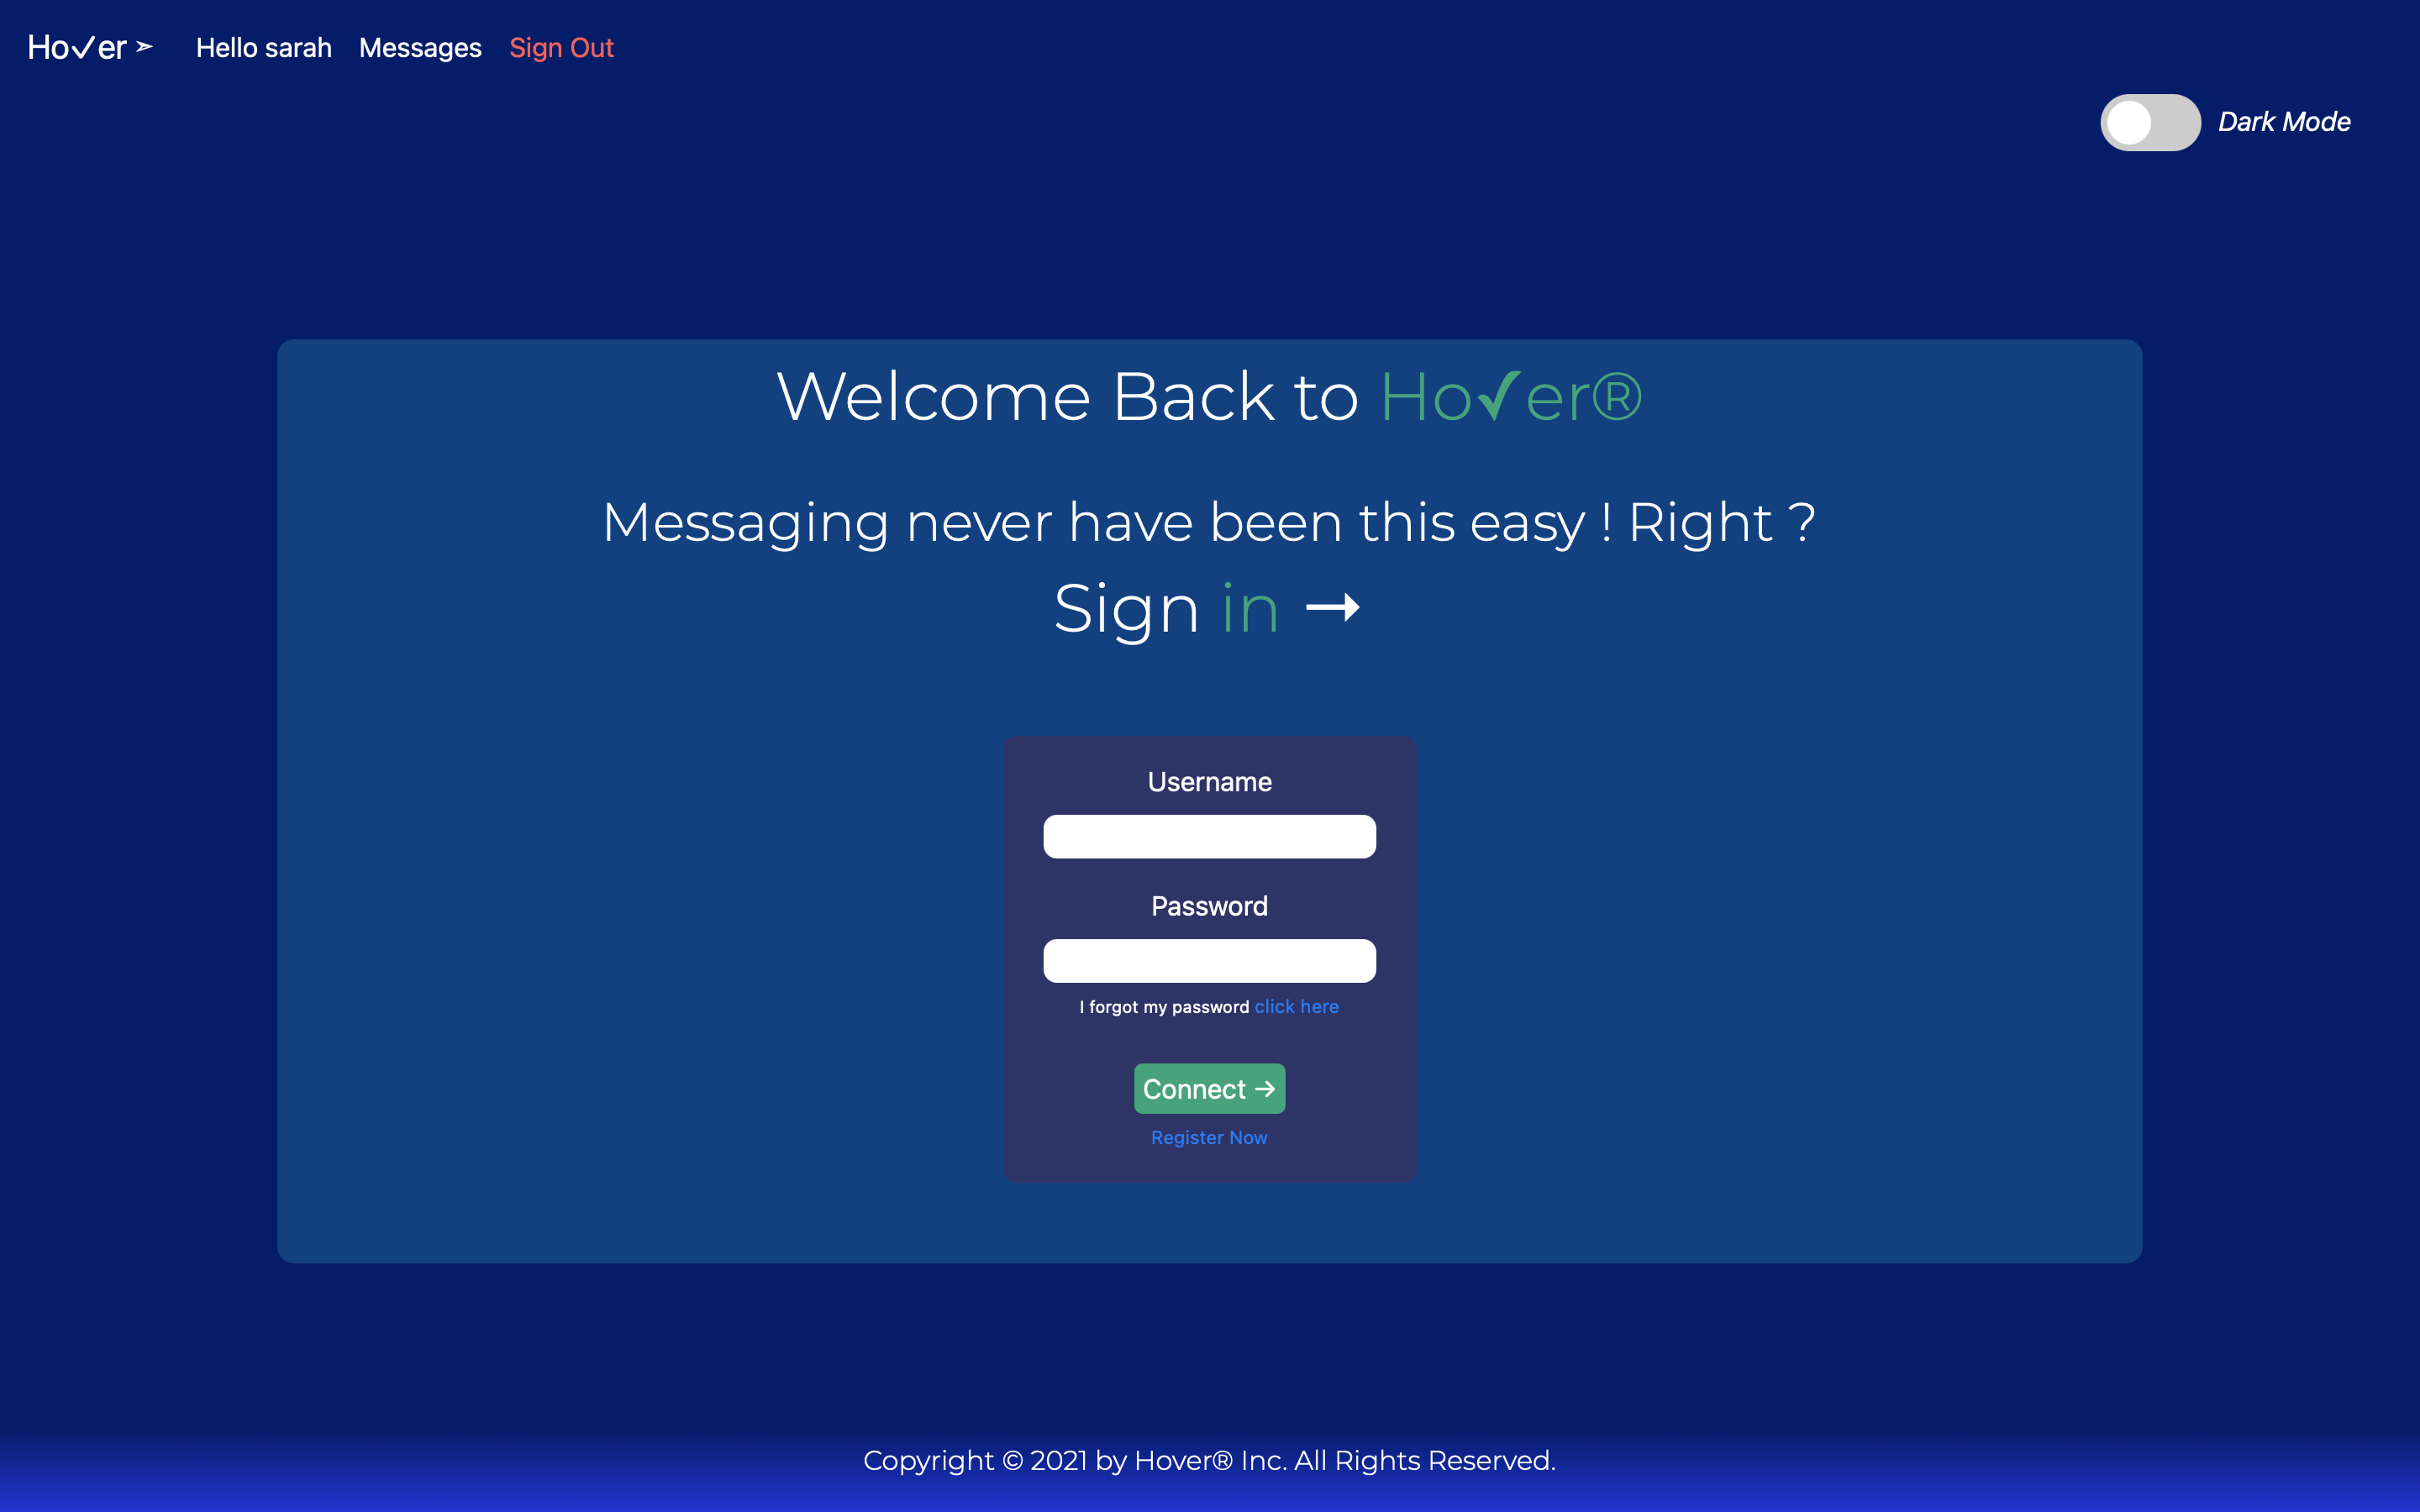 Ho✓er ➣ Hello sarah Messages Sign Out
Dark Mode
Welcome Back to Ho✔er®
Messaging never have been this easy ! Right ?
Sign in ➝
Username
Password
I forgot my password click here
Connect →
Register Now
Copyright © 2021 by Hover® Inc. All Rights Reserved.